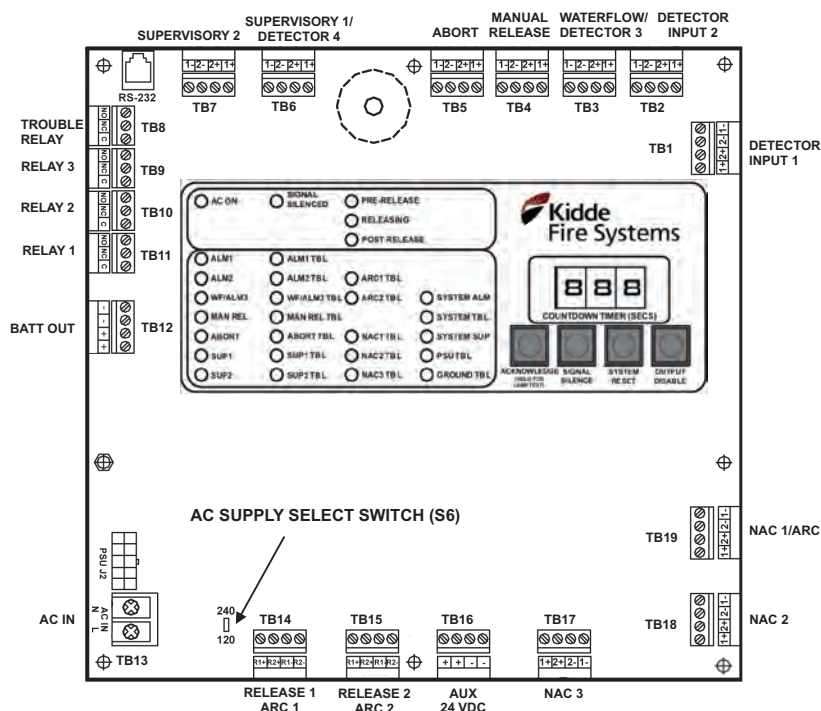 SUPERVISORY 2
SUPERVISORY 1/
DETECTOR 4
ABORT
MANUAL
RELEASE
WATERFLOW/
DETECTOR 3
DETECTOR
INPUT 2
RS-232
1-2- 2+1+
TB7
1-2- 2+1+
TB6
1-2- 2+1+
TB5
1-2- 2+1+
TB4
1-2- 2+1+
TB3
1-2- 2+1+
TB2
TROUBLE
RELAY
NO NC C
TB8
RELAY 3
NO NC C
TB9
RELAY 2
NO NC C
TB10
RELAY 1
NO NC C
TB11
BATT OUT
- - + +
TB12
TB1
1+2+ 2-1-
DETECTOR
INPUT 1
AC ON
SIGNAL
SILENCED
PRE-RELEASE
RELEASING
POST RELEASE
ALM1
ALM1 TBL
ALM2
ALM2 TBL
ARC1 TBL
WF/ALM3
WF/ALM3 TBL
ARC2 TBL
SYSTEM ALM
MAN REL
MAN REL TBL
SYSTEM TBL
ABORT
ABORT TBL
NAC1 TBL
SYSTEM SUP
SUP1
SUP1 TBL
NAC2 TBL
PSU TBL
SUP2
SUP2 TBL
NAC3 TBL
GROUND TBL
Kidde
Fire Systems
888
COUNTDOWN TIMER (SECS)
ACKNOWLEDGE
(HOLD FOR
LAMP TEST)
SIGNAL
SILENCE
SYSTEM
RESET
OUTPUT
DISABLE
AC SUPPLY SELECT SWITCH (S6)
240
120
PSU J2
AC IN
AC IN
N L
TB13
TB14
R1+R2+R1-R2-
RELEASE 1
ARC 1
TB15
R1+R2+R1-R2-
RELEASE 2
ARC 2
TB16
+ + - -
AUX
24 VDC
TB17
1+2+ 2-1-
NAC 3
TB19
1+2+ 2-1-
NAC 1/ARC
TB18
1+2+ 2-1-
NAC 2